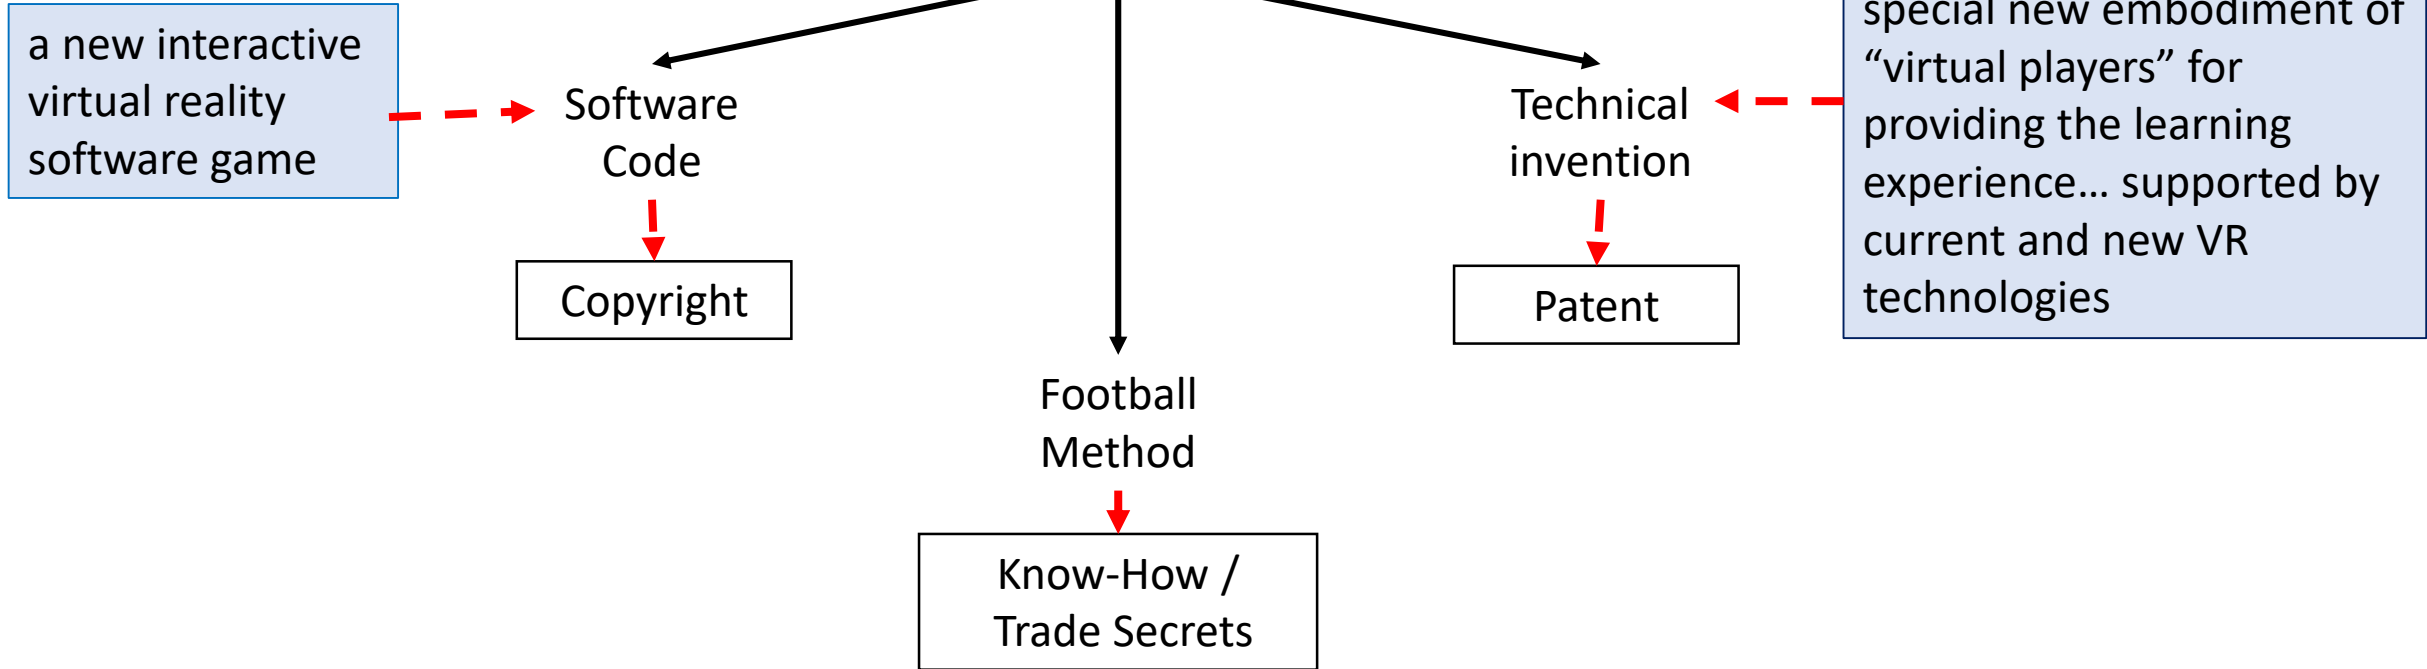 a new interactive
virtual reality
software game
Software
Code
Copyright
Football
Method
Know-How /
Trade Secrets
Technical
invention
Patent
special new embodiment of
“virtual players” for
providing the learning
experience... supported by
current and new VR
technologies